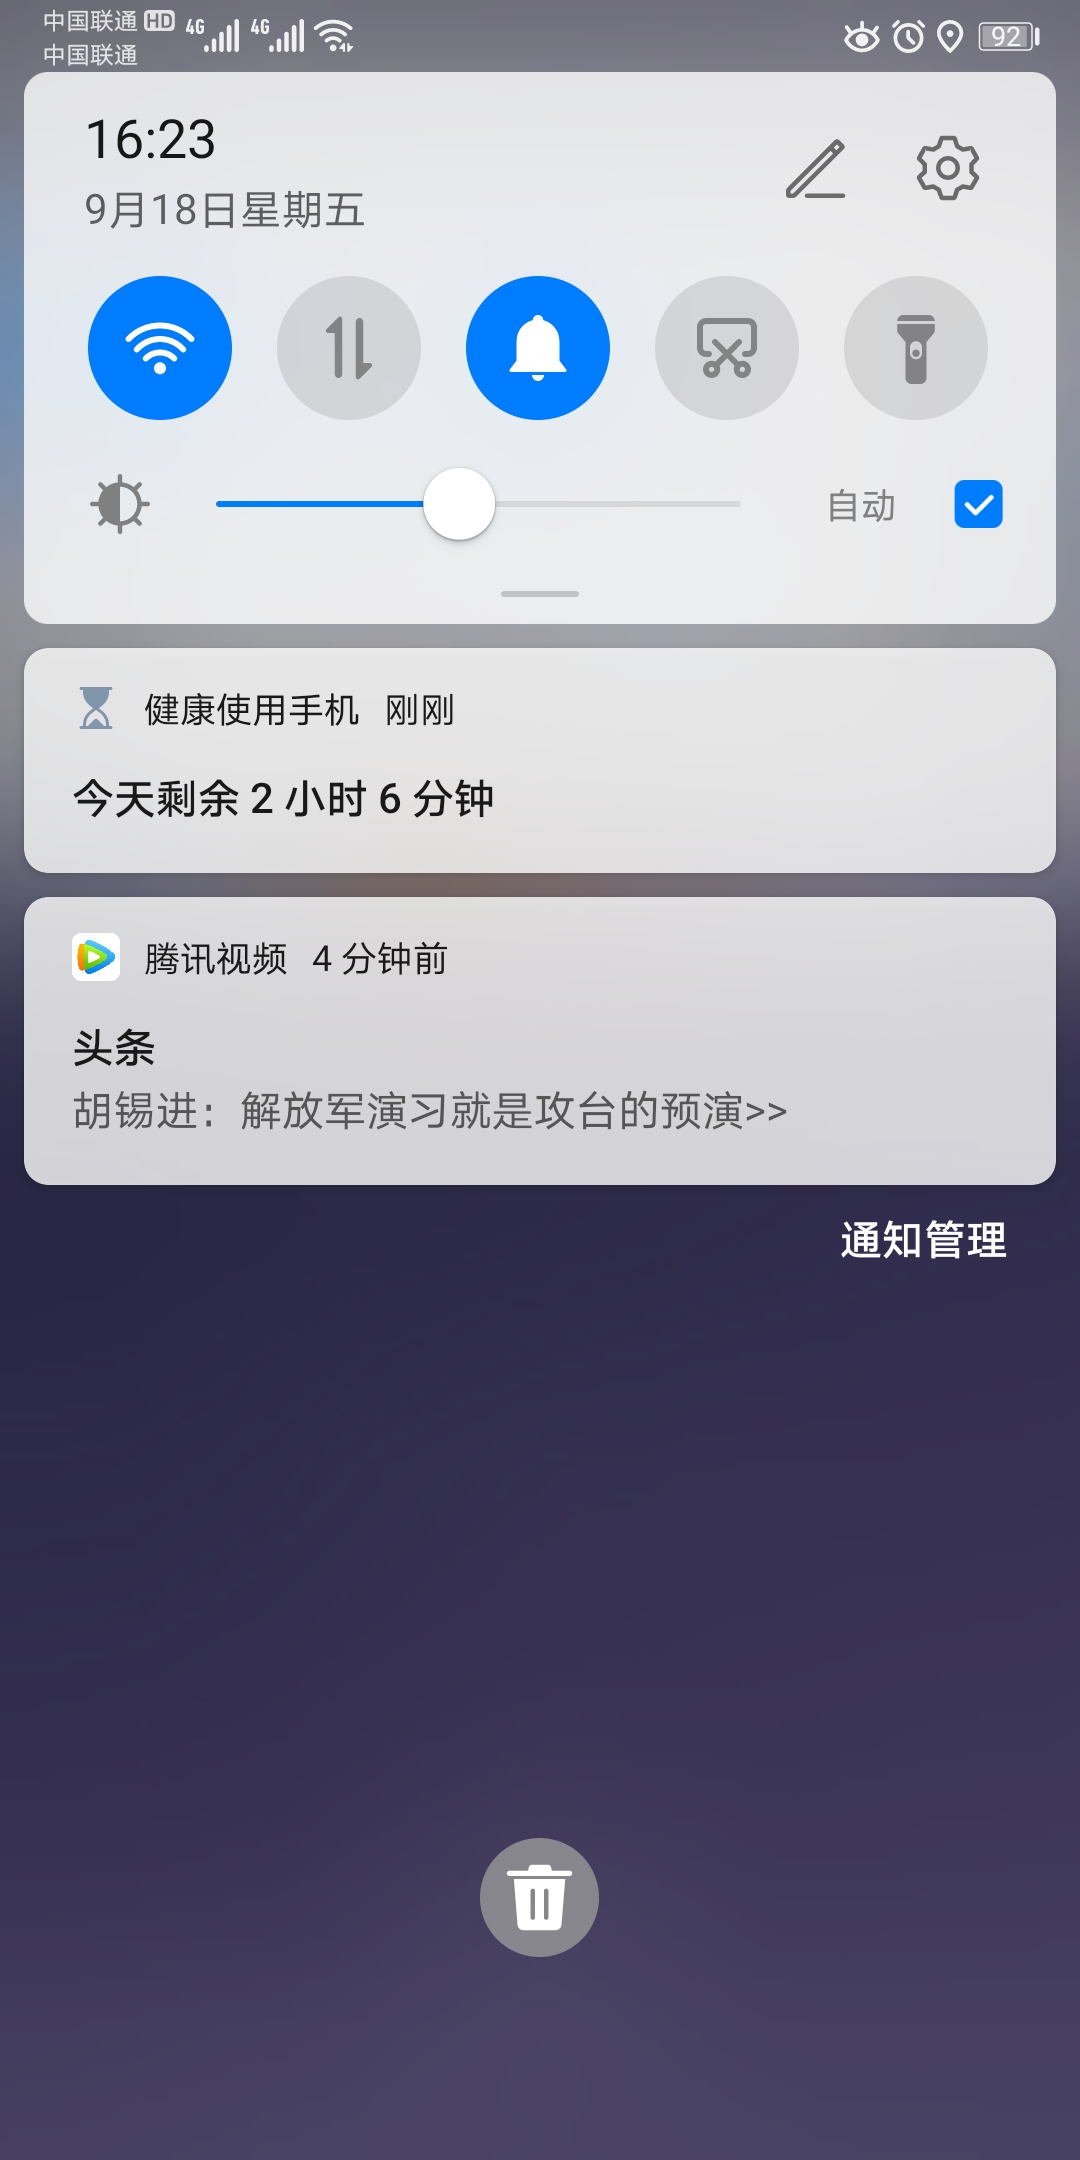 中国联通 HD 4G 4G
中国联通
92
16:23
9月18日星期五
自动
健康使用手机 刚刚
今天剩余 2 小时 6 分钟
腾讯视频 4 分钟前
头条
胡锡进：解放军演习就是攻台的预演>>
通知管理